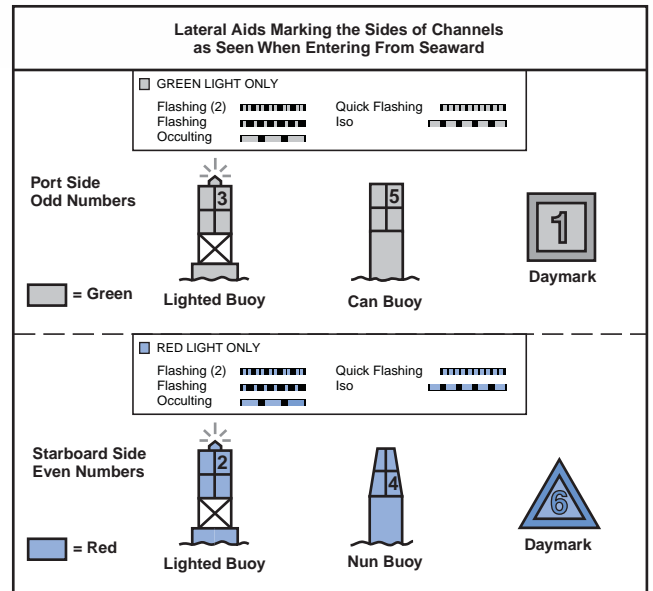 Lateral Aids Marking the Sides of Channels
as Seen When Entering From Seaward
GREEN LIGHT ONLY
Flashing (2)
Quick Flashing
Flashing
Iso
Occulting
Port Side
Odd Numbers
3
5
1
= Green
Lighted Buoy
Can Buoy
Daymark
RED LIGHT ONLY
Flashing (2)
Quick Flashing
Flashing
Iso
Occulting
Starboard Side
Even Numbers
2
4
6
= Red
Lighted Buoy
Nun Buoy
Daymark